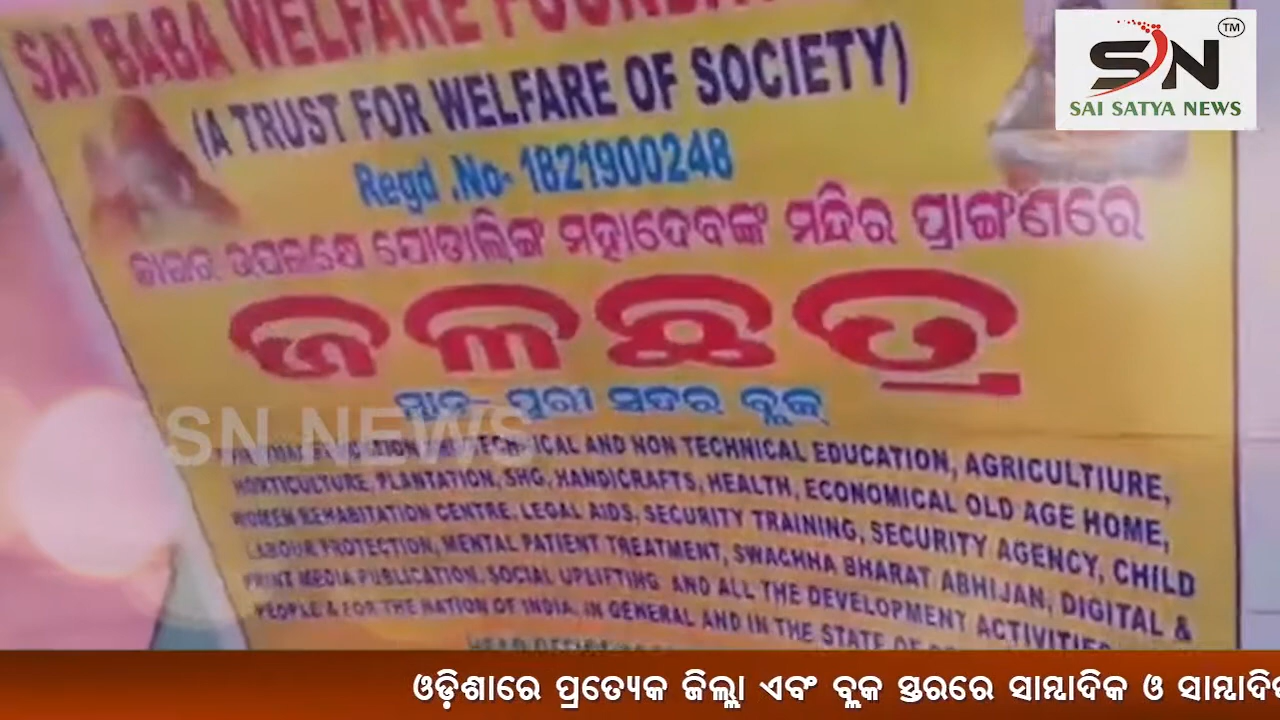 SAI BABA WELFARE
SN
TM
SAI SATYA NEWS
(A TRUST FOR WELFARE OF SOCIETY)
Regd .No- 1821900248
ଉପଲକ୍ଷେ ମହାଦେବଙ୍କ ମନ୍ଦିର ପ୍ରାଙ୍ଗଣରେ
ଜଳଛତ୍ର
ସ୍ଥାନ- ପୁରୀ ସଦର ବ୍ଲକ୍
SN NEWS
TECHNICAL AND NON TECHNICAL EDUCATION, AGRICULTIURE,
HORTICULTURE, PLANTATION, SHG, HANDICRAFTS, HEALTH, ECONOMICAL OLD AGE HOME,
WOMEN REHABITATION CENTRE, LEGAL AIDS, SECURITY TRAINING, SECURITY AGENCY, CHILD
LABOUR PROTECTION, MENTAL PATIENT TREATMENT, SWACHHA BHARAT ABHIJAN, DIGITAL &
PRINT MEDIA PUBLICATION, SOCIAL UPLIFTING AND ALL THE DEVELOPMENT ACTIVITIES
PEOPLE & FOR THE NATION OF INDIA, IN GENERAL AND IN THE STATE OF
ଓଡ଼ିଶାରେ ପ୍ରତ୍ୟେକ ଜିଲ୍ଲା ଏବଂ ବ୍ଲକ ସ୍ତରରେ ସାମ୍ବାଦିକ ଓ